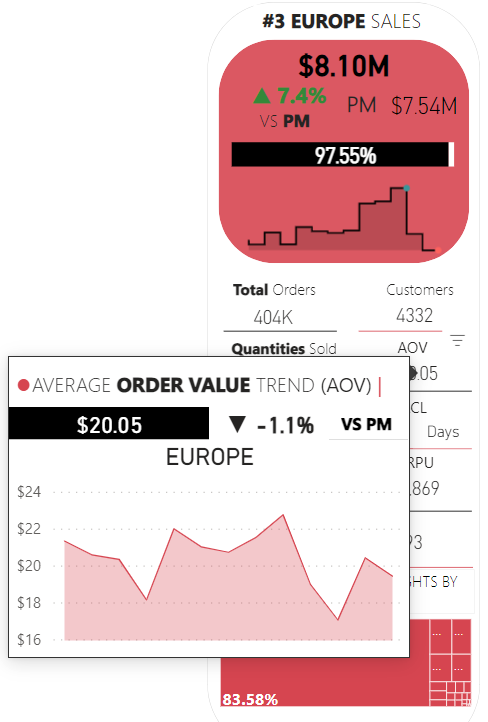 #3 EUROPE SALES
$8.10M
▲ 7.4%
VS PM
PM $7.54M
97.55%
Total Orders
404K
Customers
4332
Quantities Sold
AOV
.05
CL
Days
RPU
.869
93
GHTS BY
AVERAGE ORDER VALUE TREND (AOV) |
$20.05
▼ -1.1%
VS PM
EUROPE
$24
$22
$20
$18
$16
...
...
...
...
83.58%